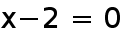 x−2 = 0